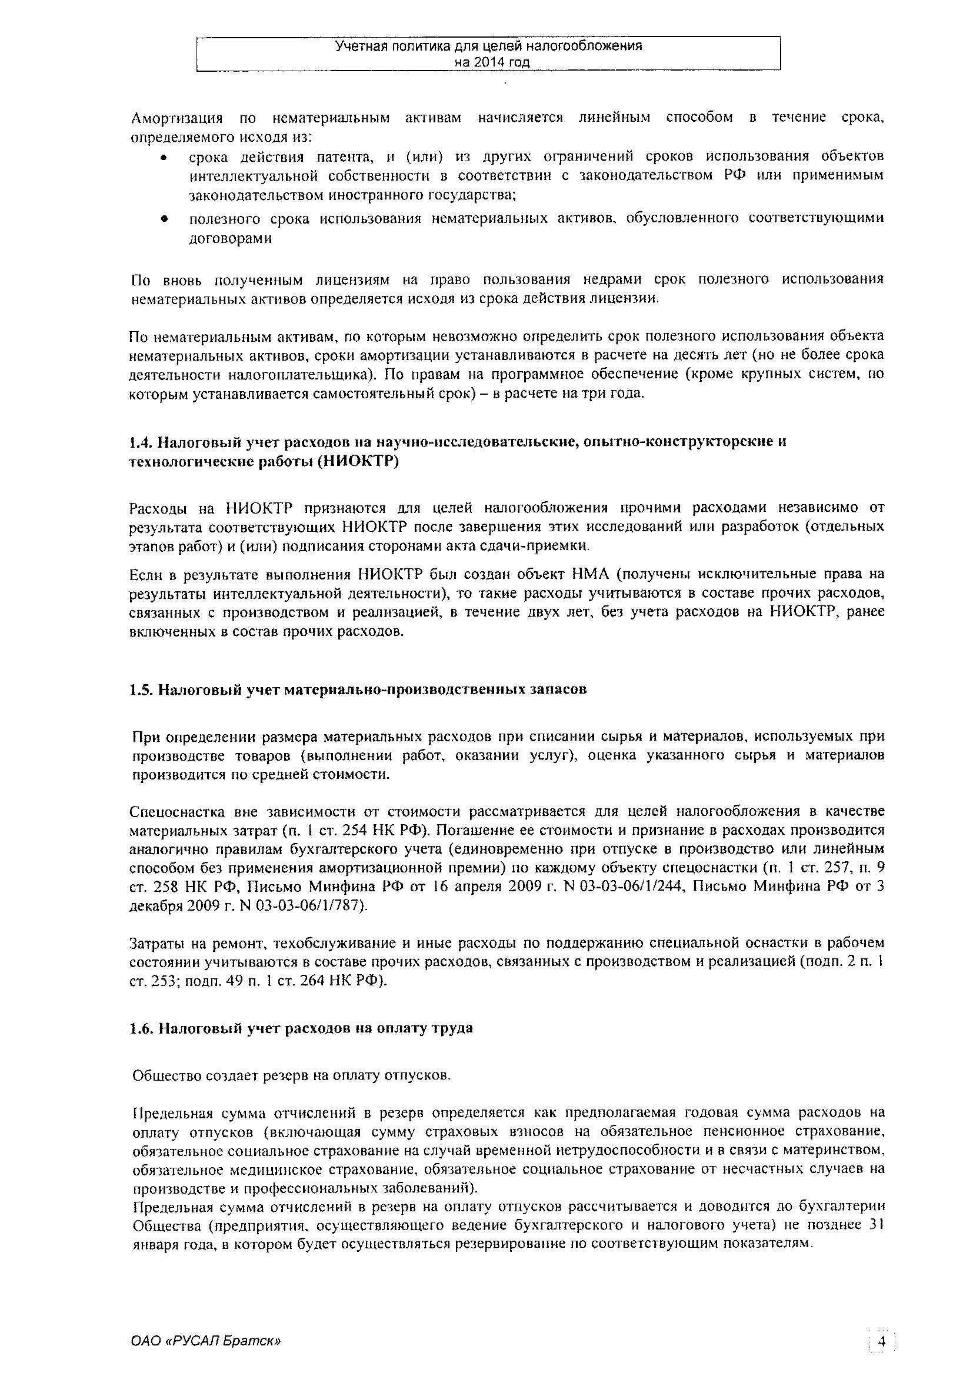 Учетная политика для целей налогообложения
на 2014 год
Амортизация по нематериальным активам начисляется линейным способом в течение срока,
определяемого исходя из:
• срока действия патента, и (или) из других ограничений сроков использования объектов
интеллектуальной собственности в соответствии с законодательством РФ или применимым
законодательством иностранного государства;
• полезного срока использования нематериальных активов, обусловленного соответствующими
договорами
По вновь полученным лицензиям на право пользования недрами срок полезного использования
нематериальных активов определяется исходя из срока действия лицензии.
По нематериальным активам, по которым невозможно определить срок полезного использования объекта
нематериальных активов, сроки амортизации устанавливаются в расчете на десять лет (но не более срока
деятельности налогоплательщика). По правам на программное обеспечение (кроме крупных систем, по
которым устанавливается самостоятельный срок) – в расчете на три года.
1.4. Налоговый учет расходов на научно-исследовательские, опытно-конструкторские и
технологические работы (НИОКТР)
Расходы на НИОКТР признаются для целей налогообложения прочими расходами независимо от
результата соответствующих НИОКТР после завершения этих исследований или разработок (отдельных
этапов работ) и (или) подписания сторонами акта сдачи-приемки.
Если в результате выполнения НИОКТР был создан объект НМА (получены исключительные права на
результаты интеллектуальной деятельности), то такие расходы учитываются в составе прочих расходов,
связанных с производством и реализацией, в течение двух лет, без учета расходов на НИОКТР, ранее
включенных в состав прочих расходов.
1.5. Налоговый учет материально-производственных запасов
При определении размера материальных расходов при списании сырья и материалов, используемых при
производстве товаров (выполнении работ, оказании услуг), оценка указанного сырья и материалов
производится по средней стоимости.
Спецоснастка вне зависимости от стоимости рассматривается для целей налогообложения в качестве
материальных затрат (п. 1 ст. 254 НК РФ). Погашение ее стоимости и признание в расходах производится
аналогично правилам бухгалтерского учета (единовременно при отпуске в производство или линейным
способом без применения амортизационной премии) по каждому объекту спецоснастки (п. 1 ст. 257, п. 9
ст. 258 НК РФ, Письмо Минфина РФ от 16 апреля 2009 г. N 03-03-06/1/244, Письмо Минфина РФ от 3
декабря 2009 г. N 03-03-06/1/787).
Затраты на ремонт, техобслуживание и иные расходы по поддержанию специальной оснастки в рабочем
состоянии учитываются в составе прочих расходов, связанных с производством и реализацией (подп. 2 п. 1
ст. 253; подп. 49 п. 1 ст. 264 НК РФ).
1.6. Налоговый учет расходов на оплату труда
Общество создает резерв на оплату отпусков.
Предельная сумма отчислений в резерв определяется как предполагаемая годовая сумма расходов на
оплату отпусков (включающая сумму страховых взносов на обязательное пенсионное страхование,
обязательное социальное страхование на случай временной нетрудоспособности и в связи с материнством,
обязательное медицинское страхование, обязательное социальное страхование от несчастных случаев на
производстве и профессиональных заболеваний).
Предельная сумма отчислений в резерв на оплату отпусков рассчитывается и доводится до бухгалтерии
Общества (предприятия, осуществляющего ведение бухгалтерского и налогового учета) не позднее 31
января года, в котором будет осуществляться резервирование по соответствующим показателям.
ОАО «РУСАЛ Братск»
4